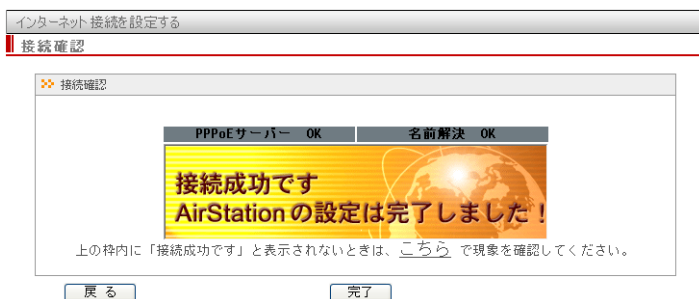 インターネット接続を設定する
接続確認
接続確認
PPPoEサーバー OK 名前解決 OK
接続成功です
AirStationの設定は完了しました!
上の枠内に「接続成功です」と表示されないときは、こちら で現象を確認してください。
戻る 完了